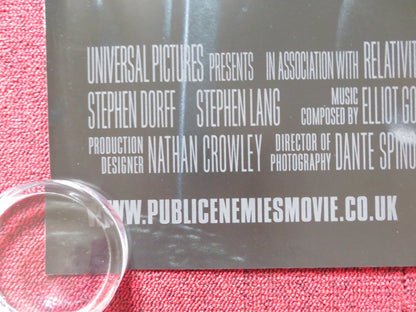 UNIVERSAL PICTURES PRESENTS IN ASSOCIATION WITH
STEPHEN DORFF STEPHEN LANG MUSIC COMPOSED BY ELLIOT
PRODUCTION DESIGNER NATHAN CROWLEY DIRECTOR OF PHOTOGRAPHY DANTE
WWW.PUBLICENEMIESMOVIE.CO.UK